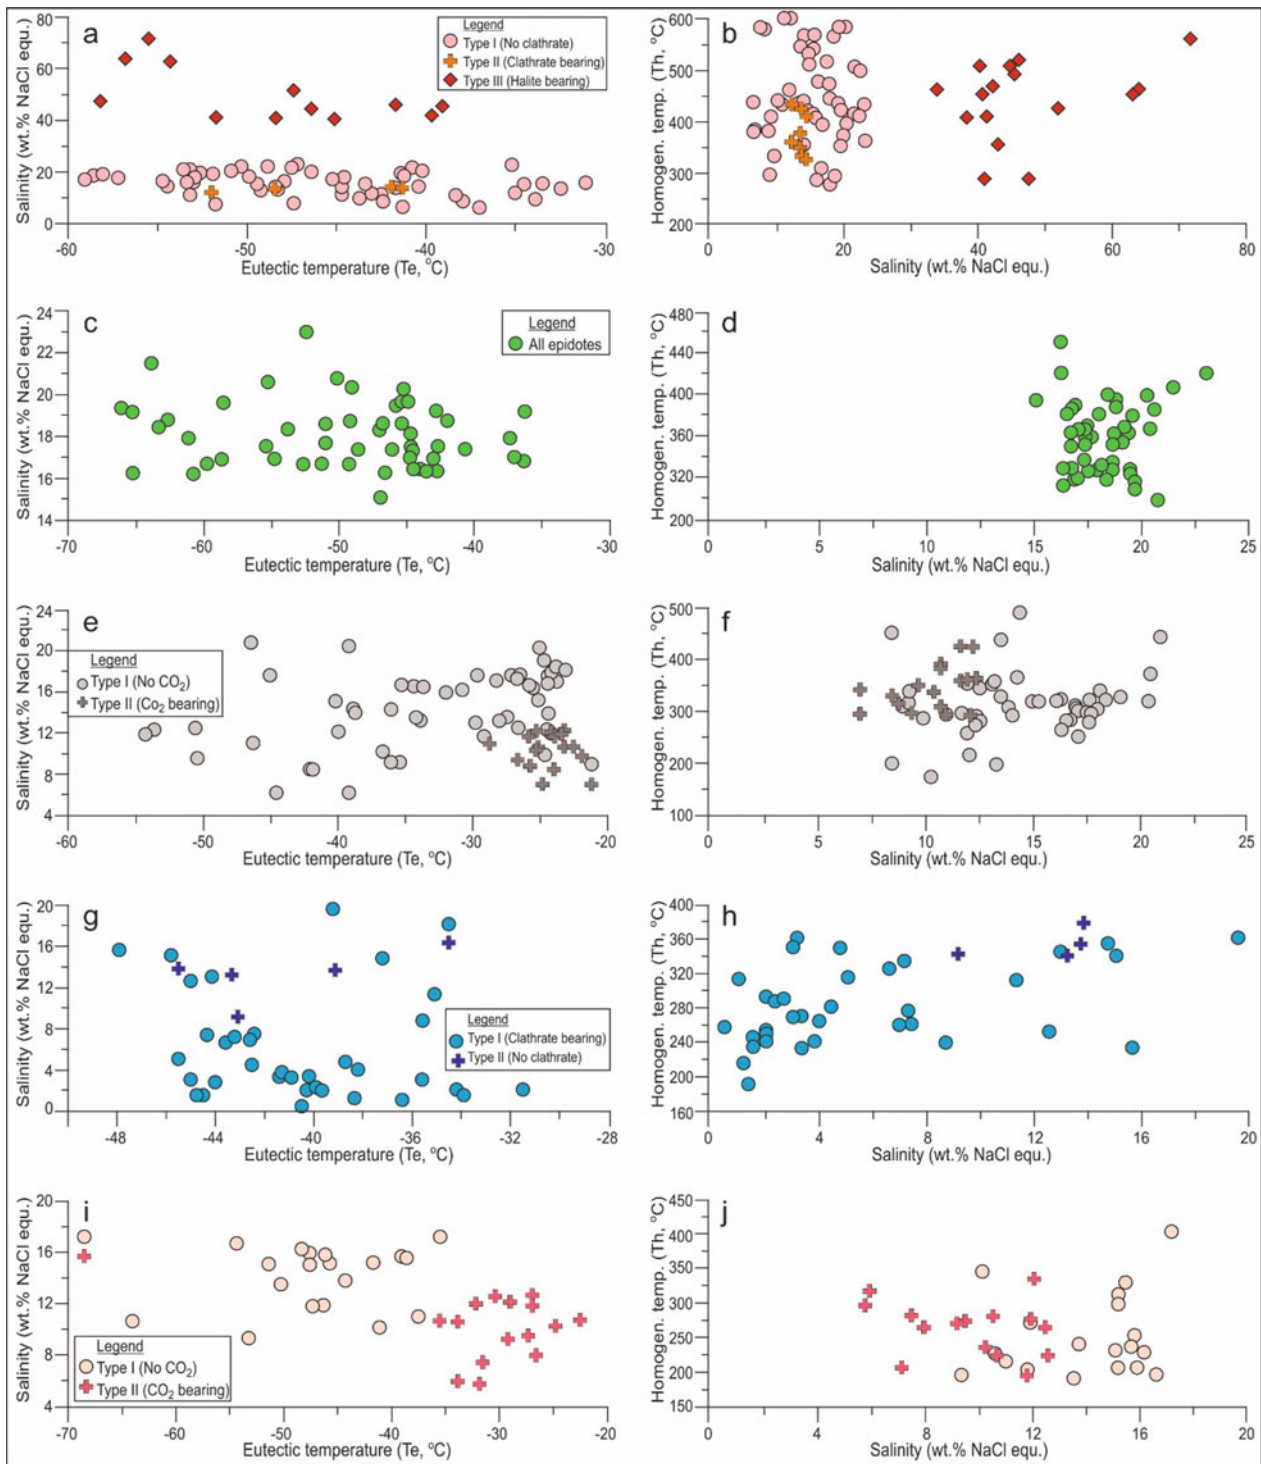 a
Salinity (wt.% NaCl equ.)
80
60
40
20
0
-60
-50
-40
-30
Eutectic temperature (Te, °C)
Legend
Type I (No clathrate)
Type II (Clathrate bearing)
Type III (Halite bearing)
b
Homogen. temp. (Th, °C)
600
500
400
300
200
0
20
40
60
80
Salinity (wt.% NaCl equ.)
c
Salinity (wt.% NaCl equ.)
24
22
20
18
16
14
-70
-60
-50
-40
-30
Eutectic temperature (Te, °C)
Legend
All epidotes
d
Homogen. temp. (Th, °C)
480
440
400
360
320
200
0
5
10
15
20
25
Salinity (wt.% NaCl equ.)
e
Salinity (wt.% NaCl equ.)
24
20
16
12
8
4
-60
-50
-40
-30
-20
Eutectic temperature (Te, °C)
Legend
Type I (No CO₂)
Type II (Co₂ bearing)
f
Homogen. temp. (Th, °C)
500
400
300
200
100
0
5
10
15
20
25
Salinity (wt.% NaCl equ.)
g
Salinity (wt.% NaCl equ.)
20
16
12
8
4
0
-48
-44
-40
-36
-32
-28
Eutectic temperature (Te, °C)
Legend
Type I (Clathrate bearing)
Type II (No clathrate)
h
Homogen. temp. (Th, °C)
400
360
320
280
240
200
160
0
4
8
12
16
20
Salinity (wt.% NaCl equ.)
i
Salinity (wt.% NaCl equ.)
20
16
12
8
4
-70
-60
-50
-40
-30
-20
Eutectic temperature (Te, °C)
Legend
Type I (No CO₂)
Type II (CO₂ bearing)
j
Homogen. temp. (Th, °C)
450
400
350
300
250
200
150
0
4
8
12
16
20
Salinity (wt.% NaCl equ.)